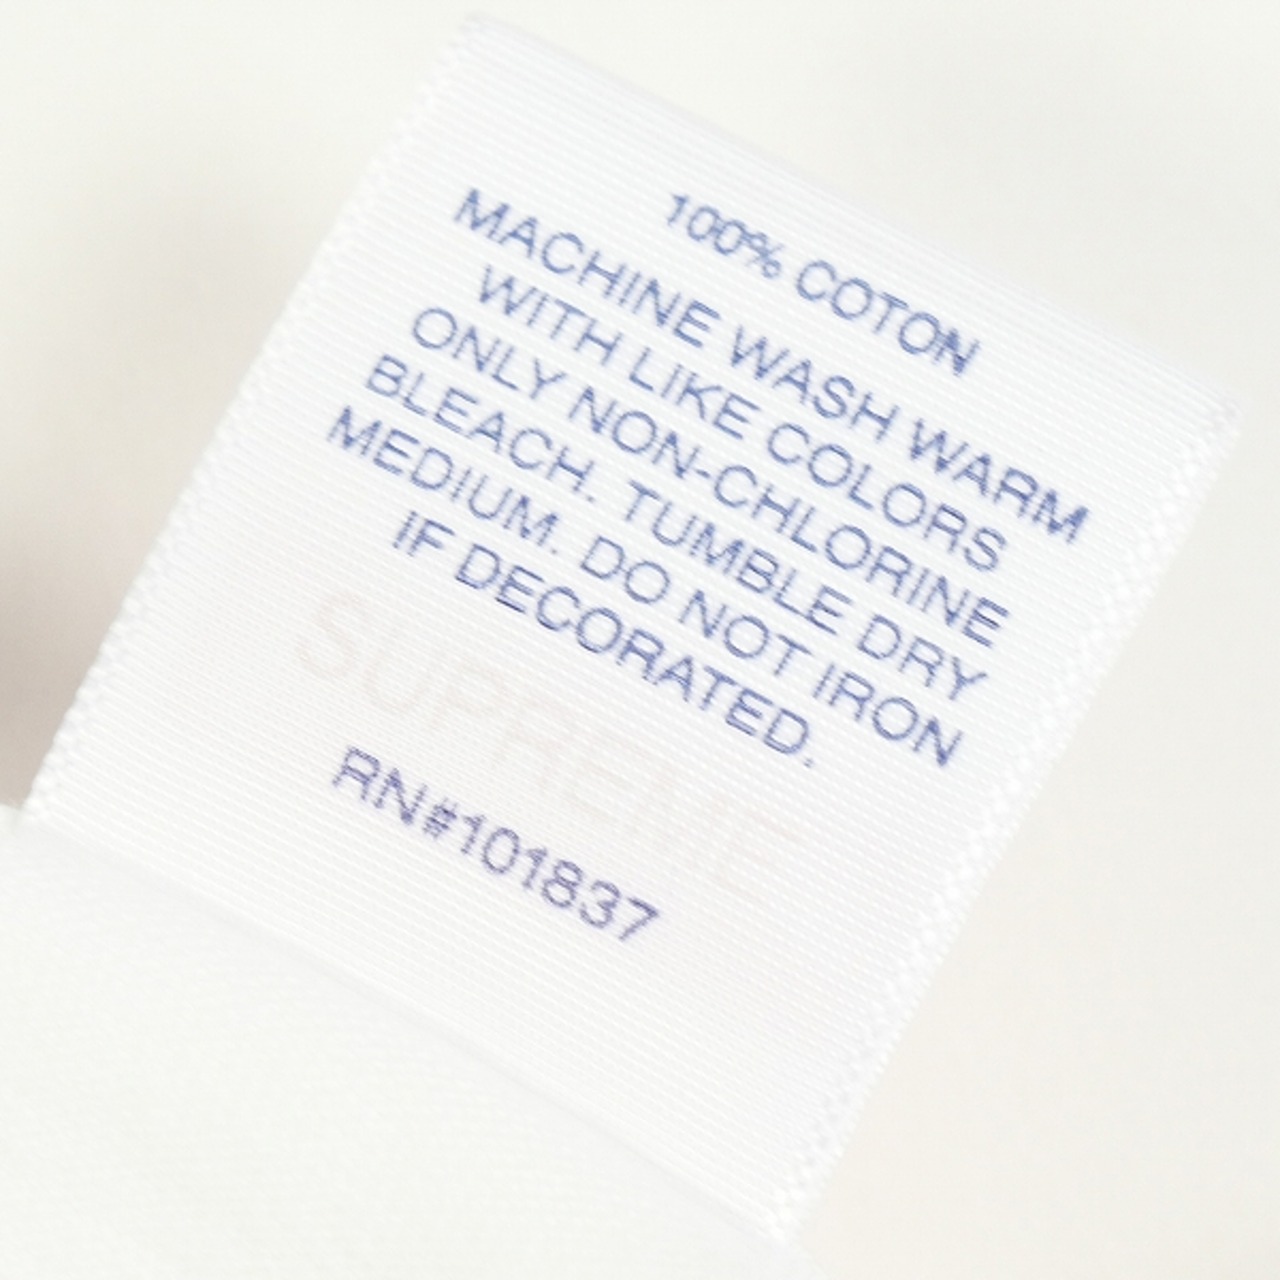 100% COTON
MACHINE WASH WARM
WITH LIKE COLORS
ONLY NON-CHLORINE
BLEACH. TUMBLE DRY
MEDIUM. DO NOT IRON
IF DECORATED.
SUPREME
RN#101837